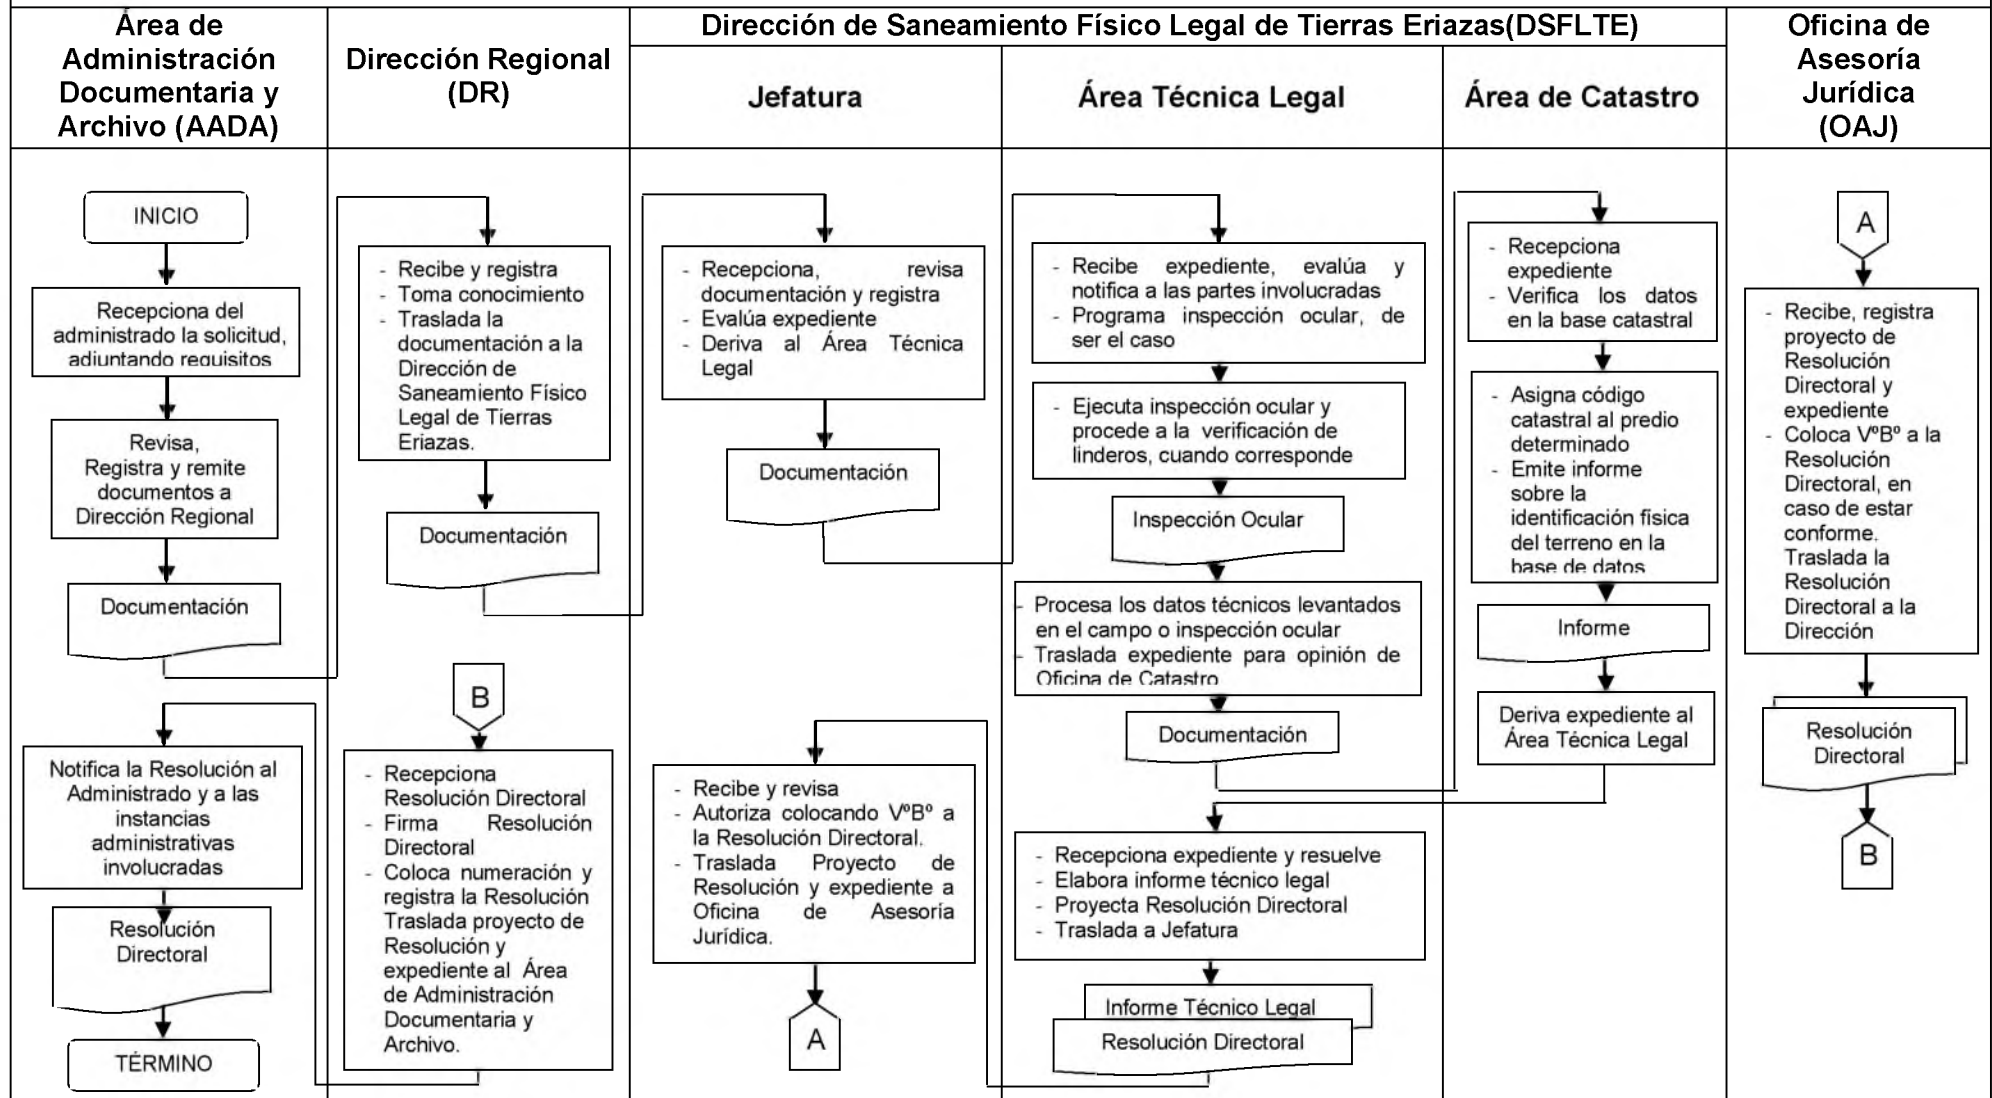 Área de
Administración
Documentaria y
Archivo (AADA)
Dirección Regional
(DR)
Dirección de Saneamiento Físico Legal de Tierras Eriazas(DSFLTE)
Jefatura
Área Técnica Legal
Área de Catastro
Oficina de
Asesoría
Jurídica
(OAJ)
INICIO
Recepciona del
administrado la solicitud,
adjuntando requisitos
Revisa,
Registra y remite
documentos a
Dirección Regional
Documentación
Notifica la Resolución al
Administrado y a las
instancias
administrativas
involucradas
Resolución
Directoral
TÉRMINO
- Recibe y registra
- Toma conocimiento
- Traslada la
documentación a la
Dirección de
Saneamiento Físico
Legal de Tierras
Eriazas.
Documentación
B
- Recepciona
Resolución Directoral
- Firma Resolución
Directoral
- Coloca numeración y
registra la Resolución
Traslada proyecto de
Resolución y
expediente al Área
de Administración
Documentaria y
Archivo.
- Recepciona, revisa
documentación y registra
- Evalúa expediente
- Deriva al Área Técnica
Legal
Documentación
- Recibe y revisa
- Autoriza colocando VºBº a
la Resolución Directoral.
- Traslada Proyecto de
Resolución y expediente a
Oficina de Asesoría
Jurídica.
A
- Recibe expediente, evalúa y
notifica a las partes involucradas
- Programa inspección ocular, de
ser el caso
- Ejecuta inspección ocular y
procede a la verificación de
linderos, cuando corresponde
Inspección Ocular
- Procesa los datos técnicos levantados
en el campo o inspección ocular
- Traslada expediente para opinión de
Oficina de Catastro
Documentación
- Recepciona expediente y resuelve
- Elabora informe técnico legal
- Proyecta Resolución Directoral
- Traslada a Jefatura
Informe Técnico Legal
Resolución Directoral
- Recepciona
expediente
- Verifica los datos
en la base catastral
- Asigna código
catastral al predio
determinado
- Emite informe
sobre la
identificación física
del terreno en la
base de datos
Informe
Deriva expediente al
Área Técnica Legal
A
- Recibe, registra
proyecto de
Resolución
Directoral y
expediente
- Coloca VºBº a la
Resolución
Directoral, en
caso de estar
conforme.
Traslada la
Resolución
Directoral a la
Dirección
Resolución
Directoral
B